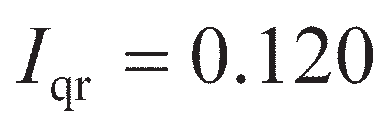 I_qr = 0.120